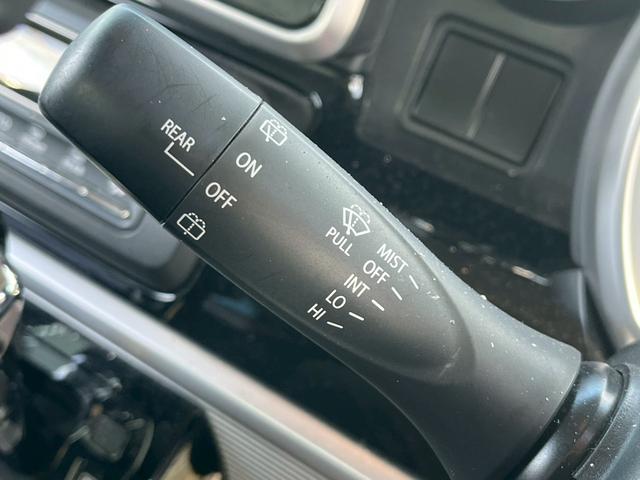 REAR
ON
OFF
PULL
MIST
OFF
INT
LO
HI